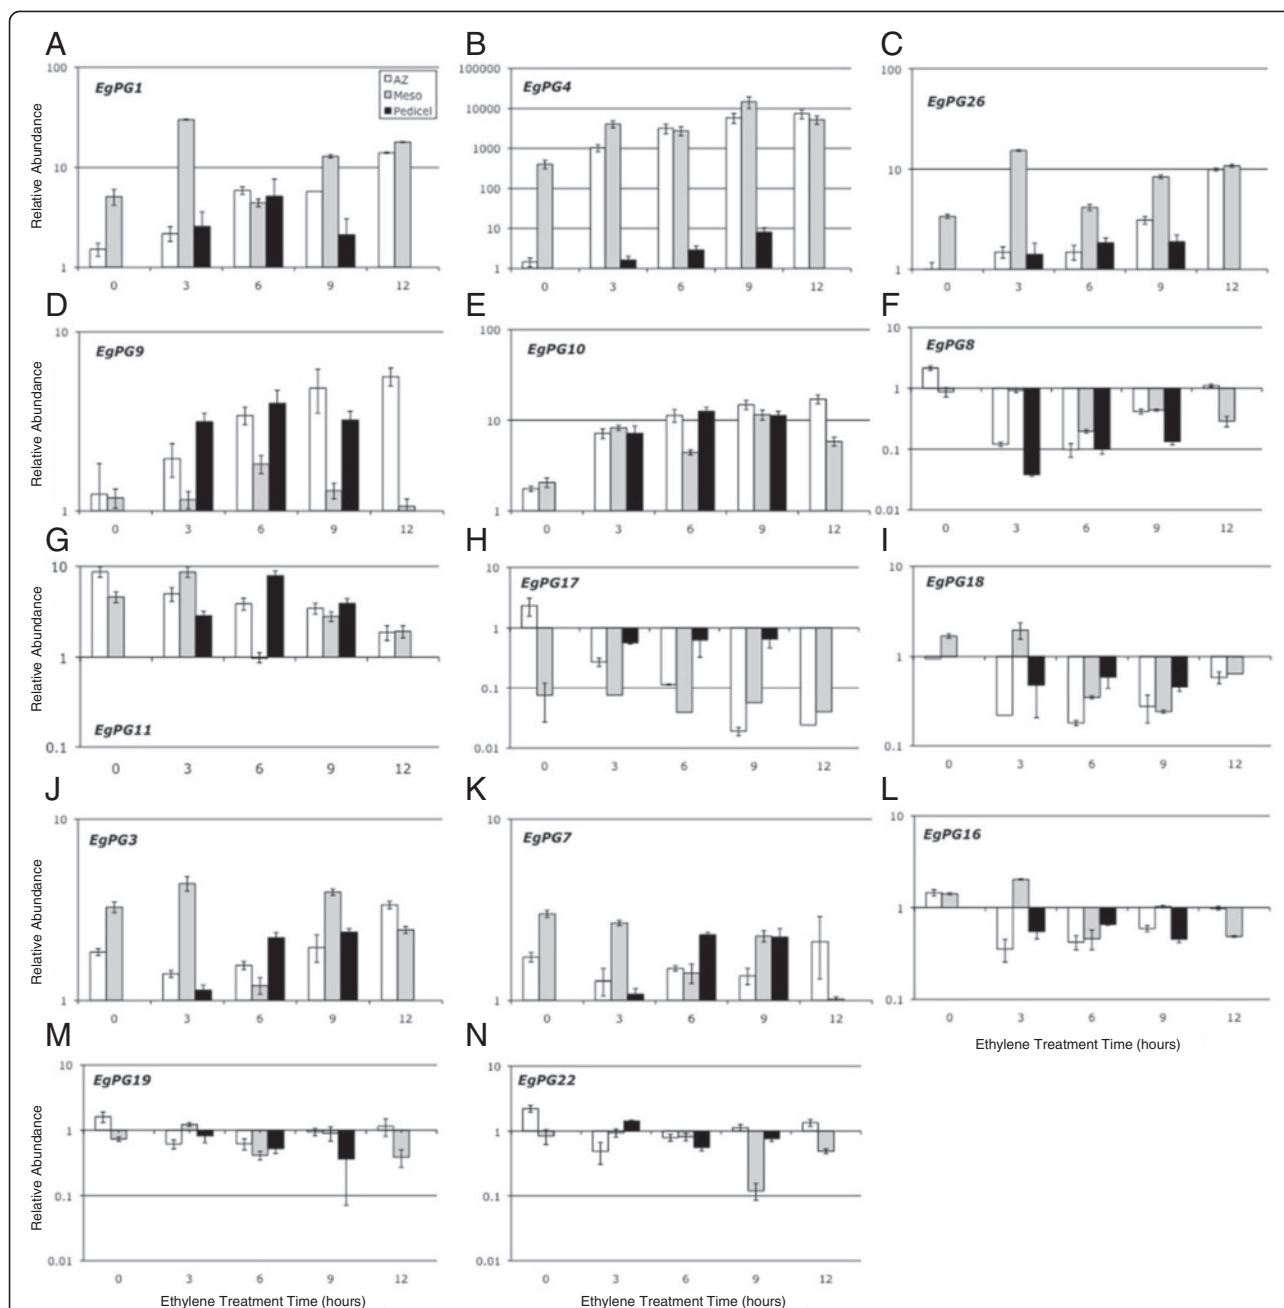 A
100
EgPG1
AZ
Meso
Pedicel
10
1
0 3 6 9 12
Relative Abundance
B
100000
EgPG4
10000
1000
100
10
1
0 3 6 9 12
C
100
EgPG26
10
1
0 3 6 9 12
D
10
EgPG9
1
0 3 6 9 12
Relative Abundance
E
100
EgPG10
10
1
0 3 6 9 12
F
10
EgPG8
1
0.1
0.01
0 3 6 9 12
G
10
1
EgPG11
0.1
0 3 6 9 12
Relative Abundance
H
10
EgPG17
1
0.1
0.01
0 3 6 9 12
I
10
EgPG18
1
0.1
0 3 6 9 12
J
10
EgPG3
1
0 3 6 9 12
Relative Abundance
K
10
EgPG7
1
0 3 6 9 12
L
10
EgPG16
1
0.1
0 3 6 9 12
Ethylene Treatment Time (hours)
M
10
EgPG19
1
0.1
0.01
0 3 6 9 12
Relative Abundance
Ethylene Treatment Time (hours)
N
10
EgPG22
1
0.1
0.01
0 3 6 9 12
Ethylene Treatment Time (hours)